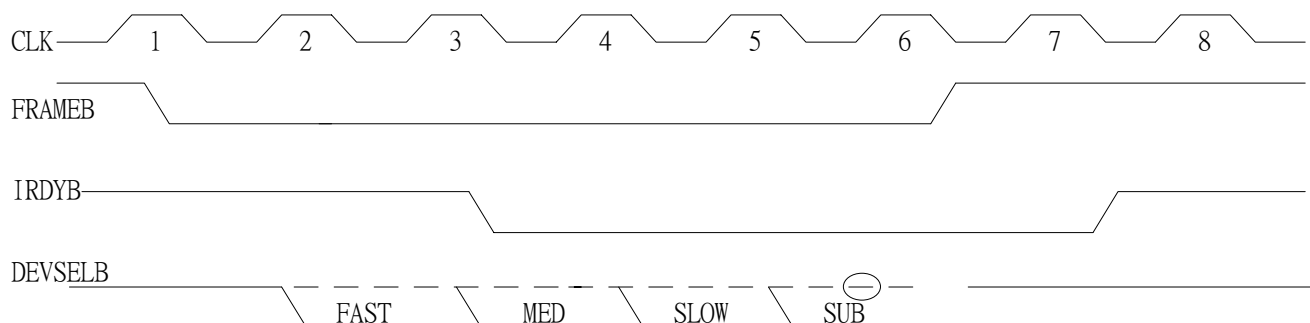 CLK 1 2 3 4 5 6 7 8
FRAMEB
IRDYB
DEVSELB
FAST MED SLOW SUB